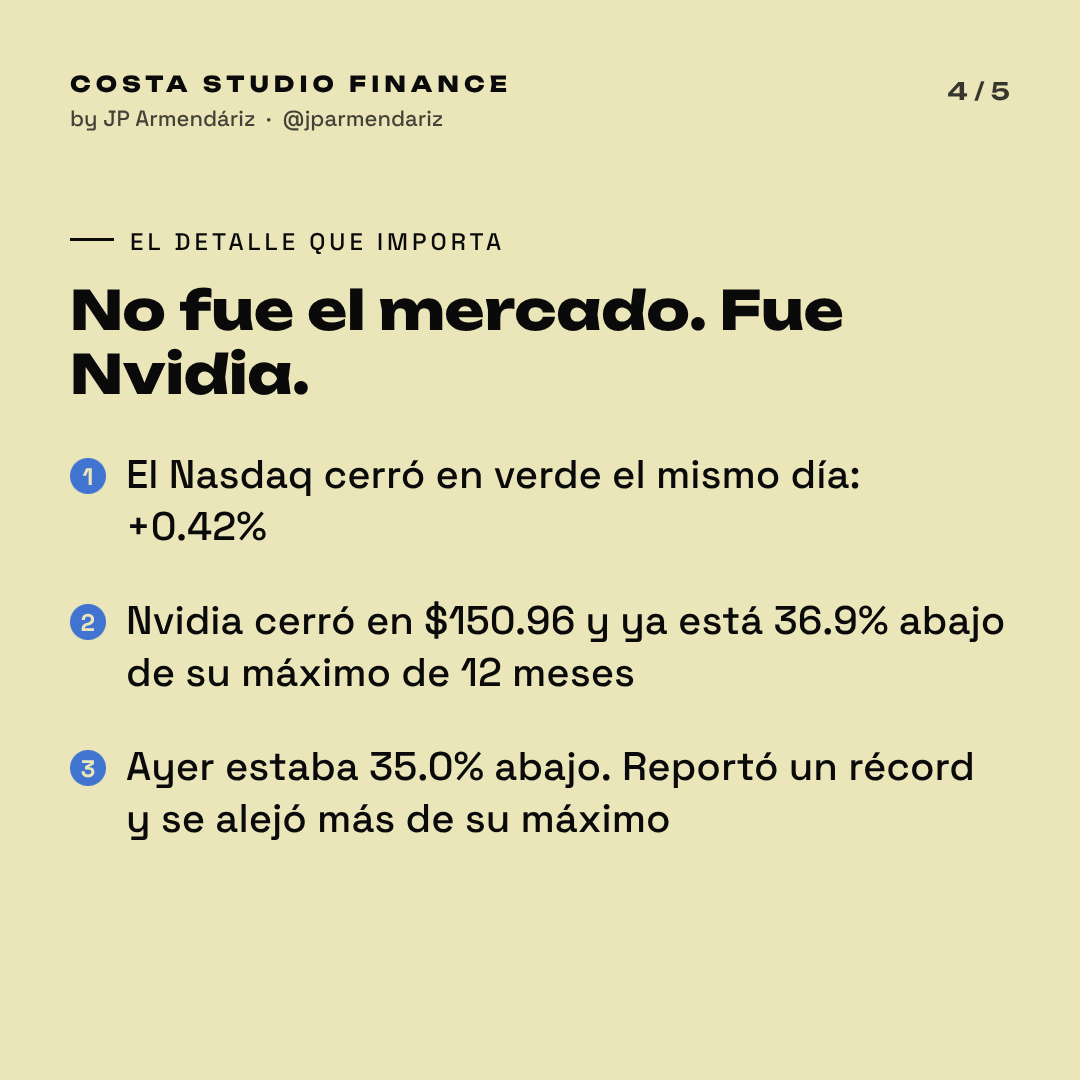 COSTA STUDIO FINANCE
by JP Armendáriz · @jparmendariz
4 / 5
EL DETALLE QUE IMPORTA
No fue el mercado. Fue
Nvidia.
1 El Nasdaq cerró en verde el mismo día:
+0.42%
2 Nvidia cerró en $150.96 y ya está 36.9% abajo
de su máximo de 12 meses
3 Ayer estaba 35.0% abajo. Reportó un récord
y se alejó más de su máximo